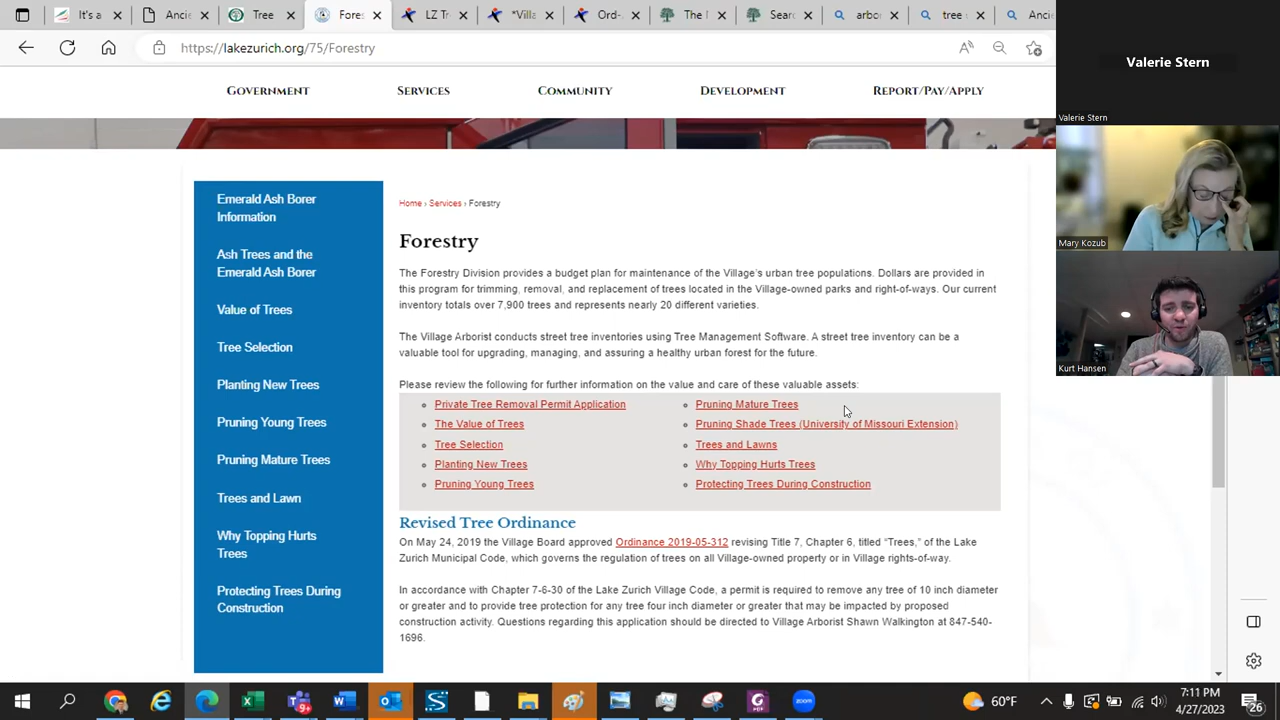 It's a
Ancie
Tree
Fores
LZ Tr
*Villa
Ord-.
The I
Searc
arbo
tree v
Ancie
https://lakezurich.org/75/Forestry
Valerie Stern
Valerie Stern
Mary Kozub
Kurt Hansen
GOVERNMENT
SERVICES
COMMUNITY
DEVELOPMENT
REPORT/PAY/APPLY
Emerald Ash Borer
Information
Ash Trees and the
Emerald Ash Borer
Value of Trees
Tree Selection
Planting New Trees
Pruning Young Trees
Pruning Mature Trees
Trees and Lawn
Why Topping Hurts
Trees
Protecting Trees During
Construction
Home › Services › Forestry
Forestry
The Forestry Division provides a budget plan for maintenance of the Village's urban tree populations. Dollars are provided in
this program for trimming, removal, and replacement of trees located in the Village-owned parks and right-of-ways. Our current
inventory totals over 7,900 trees and represents nearly 20 different varieties.
The Village Arborist conducts street tree inventories using Tree Management Software. A street tree inventory can be a
valuable tool for upgrading, managing, and assuring a healthy urban forest for the future.
Please review the following for further information on the value and care of these valuable assets:
Private Tree Removal Permit Application
The Value of Trees
Tree Selection
Planting New Trees
Pruning Young Trees
Pruning Mature Trees
Pruning Shade Trees (University of Missouri Extension)
Trees and Lawns
Why Topping Hurts Trees
Protecting Trees During Construction
Revised Tree Ordinance
On May 24, 2019 the Village Board approved Ordinance 2019-05-312 revising Title 7, Chapter 6, titled “Trees,” of the Lake
Zurich Municipal Code, which governs the regulation of trees on all Village-owned property or in Village rights-of-way.
In accordance with Chapter 7-6-30 of the Lake Zurich Village Code, a permit is required to remove any tree of 10 inch diameter
or greater and to provide tree protection for any tree four inch diameter or greater that may be impacted by proposed
construction activity. Questions regarding this application should be directed to Village Arborist Shawn Walkington at 847-540-
1696.
9+
zoom
60°F
7:11 PM
4/27/2023
26